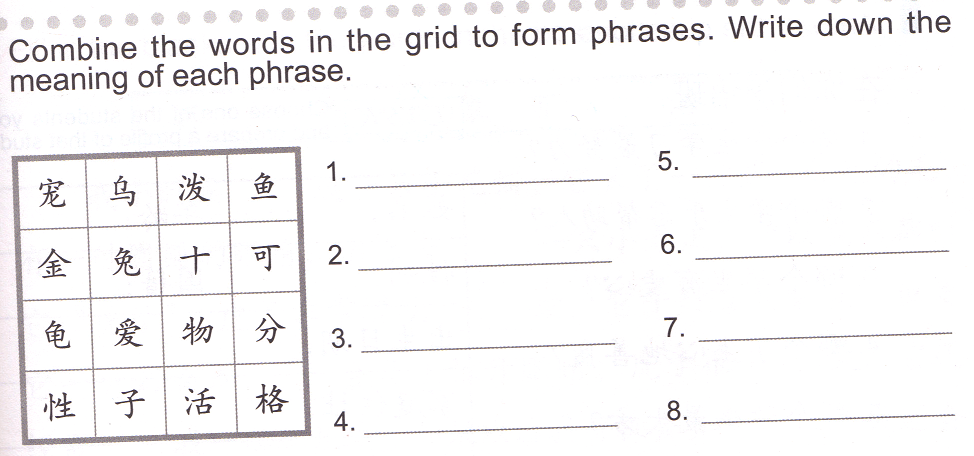 Combine the words in the grid to form phrases. Write down the
meaning of each phrase.
宠 乌 泼 鱼
金 兔 十 可
龟 爱 物 分
性 子 活 格
1.
2.
3.
4.
5.
6.
7.
8.